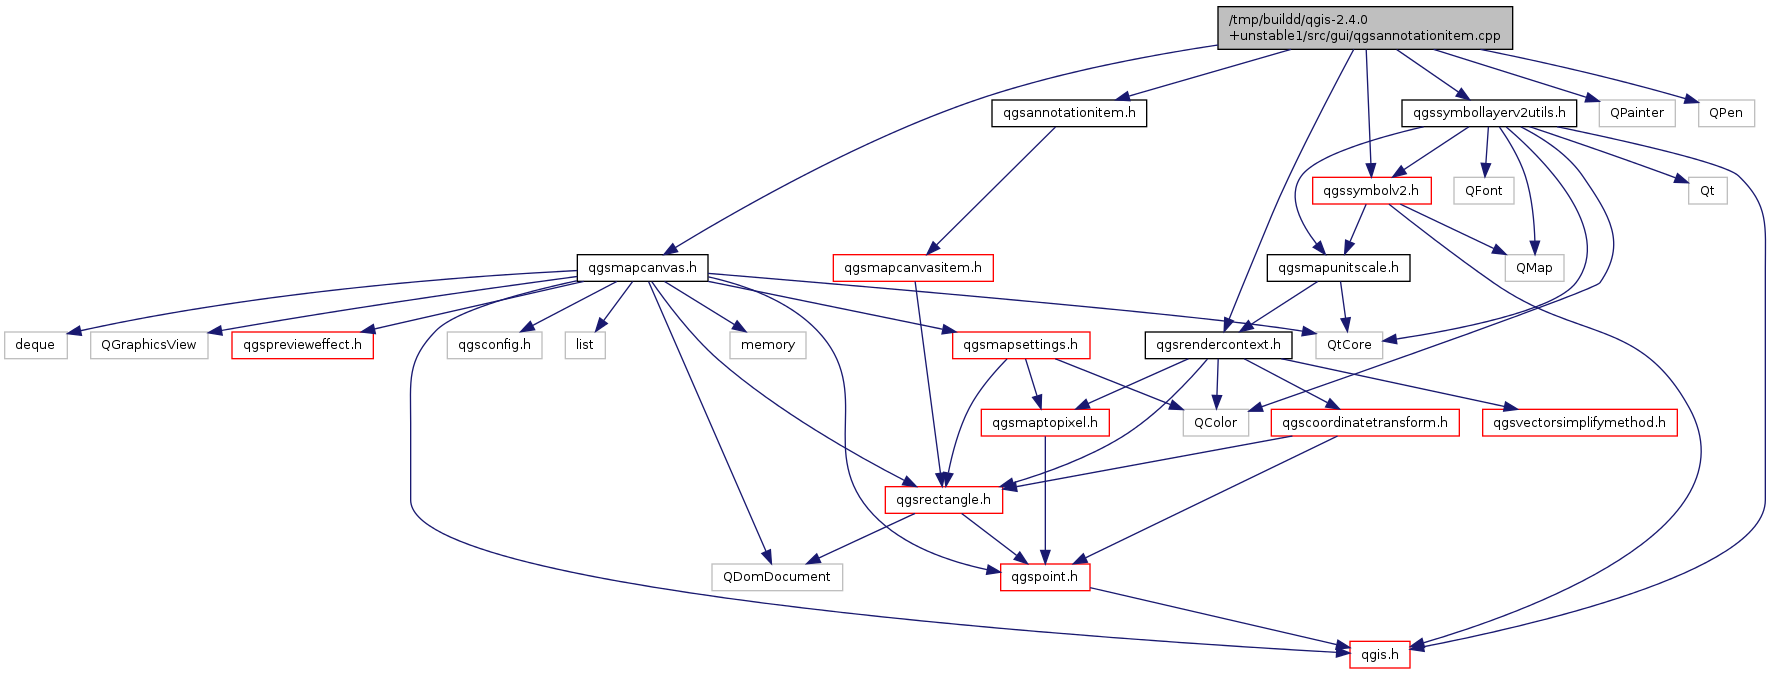 /tmp/buildd/qgis-2.4.0
+unstable1/src/gui/qgsannotationitem.cpp
qgsannotationitem.h
qgssymbollayerv2utils.h
QPainter
QPen
qgssymbolv2.h
QFont
Qt
qgsmapcanvas.h
qgsmapcanvasitem.h
qgsmapunitscale.h
QMap
deque
QGraphicsView
qgsprevieweffect.h
qgsconfig.h
list
memory
qgsmapsettings.h
qgsrendercontext.h
QtCore
qgsmaptopixel.h
QColor
qgscoordinatetransform.h
qgsvectorsimplifymethod.h
qgsrectangle.h
QDomDocument
qgspoint.h
qgis.h